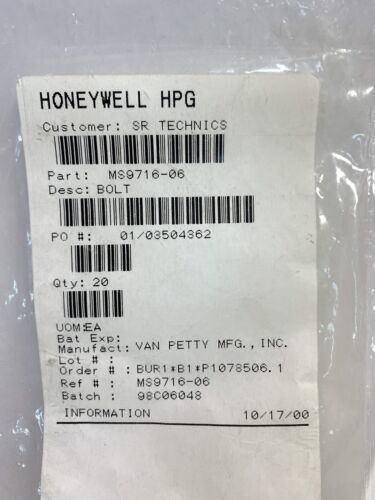 HONEYWELL HPG
Customer: SR TECHNICS
Part: MS9716-06
Desc: BOLT
PO #: 01/03504362
Qty: 20
UOM:EA
Bat Exp:
Manufact: VAN PETTY MFG., INC.
Lot # :
Order # : BUR1*B1*P1078506.1
Ref # : MS9716-06
Batch : 98C06048
INFORMATION 10/17/00